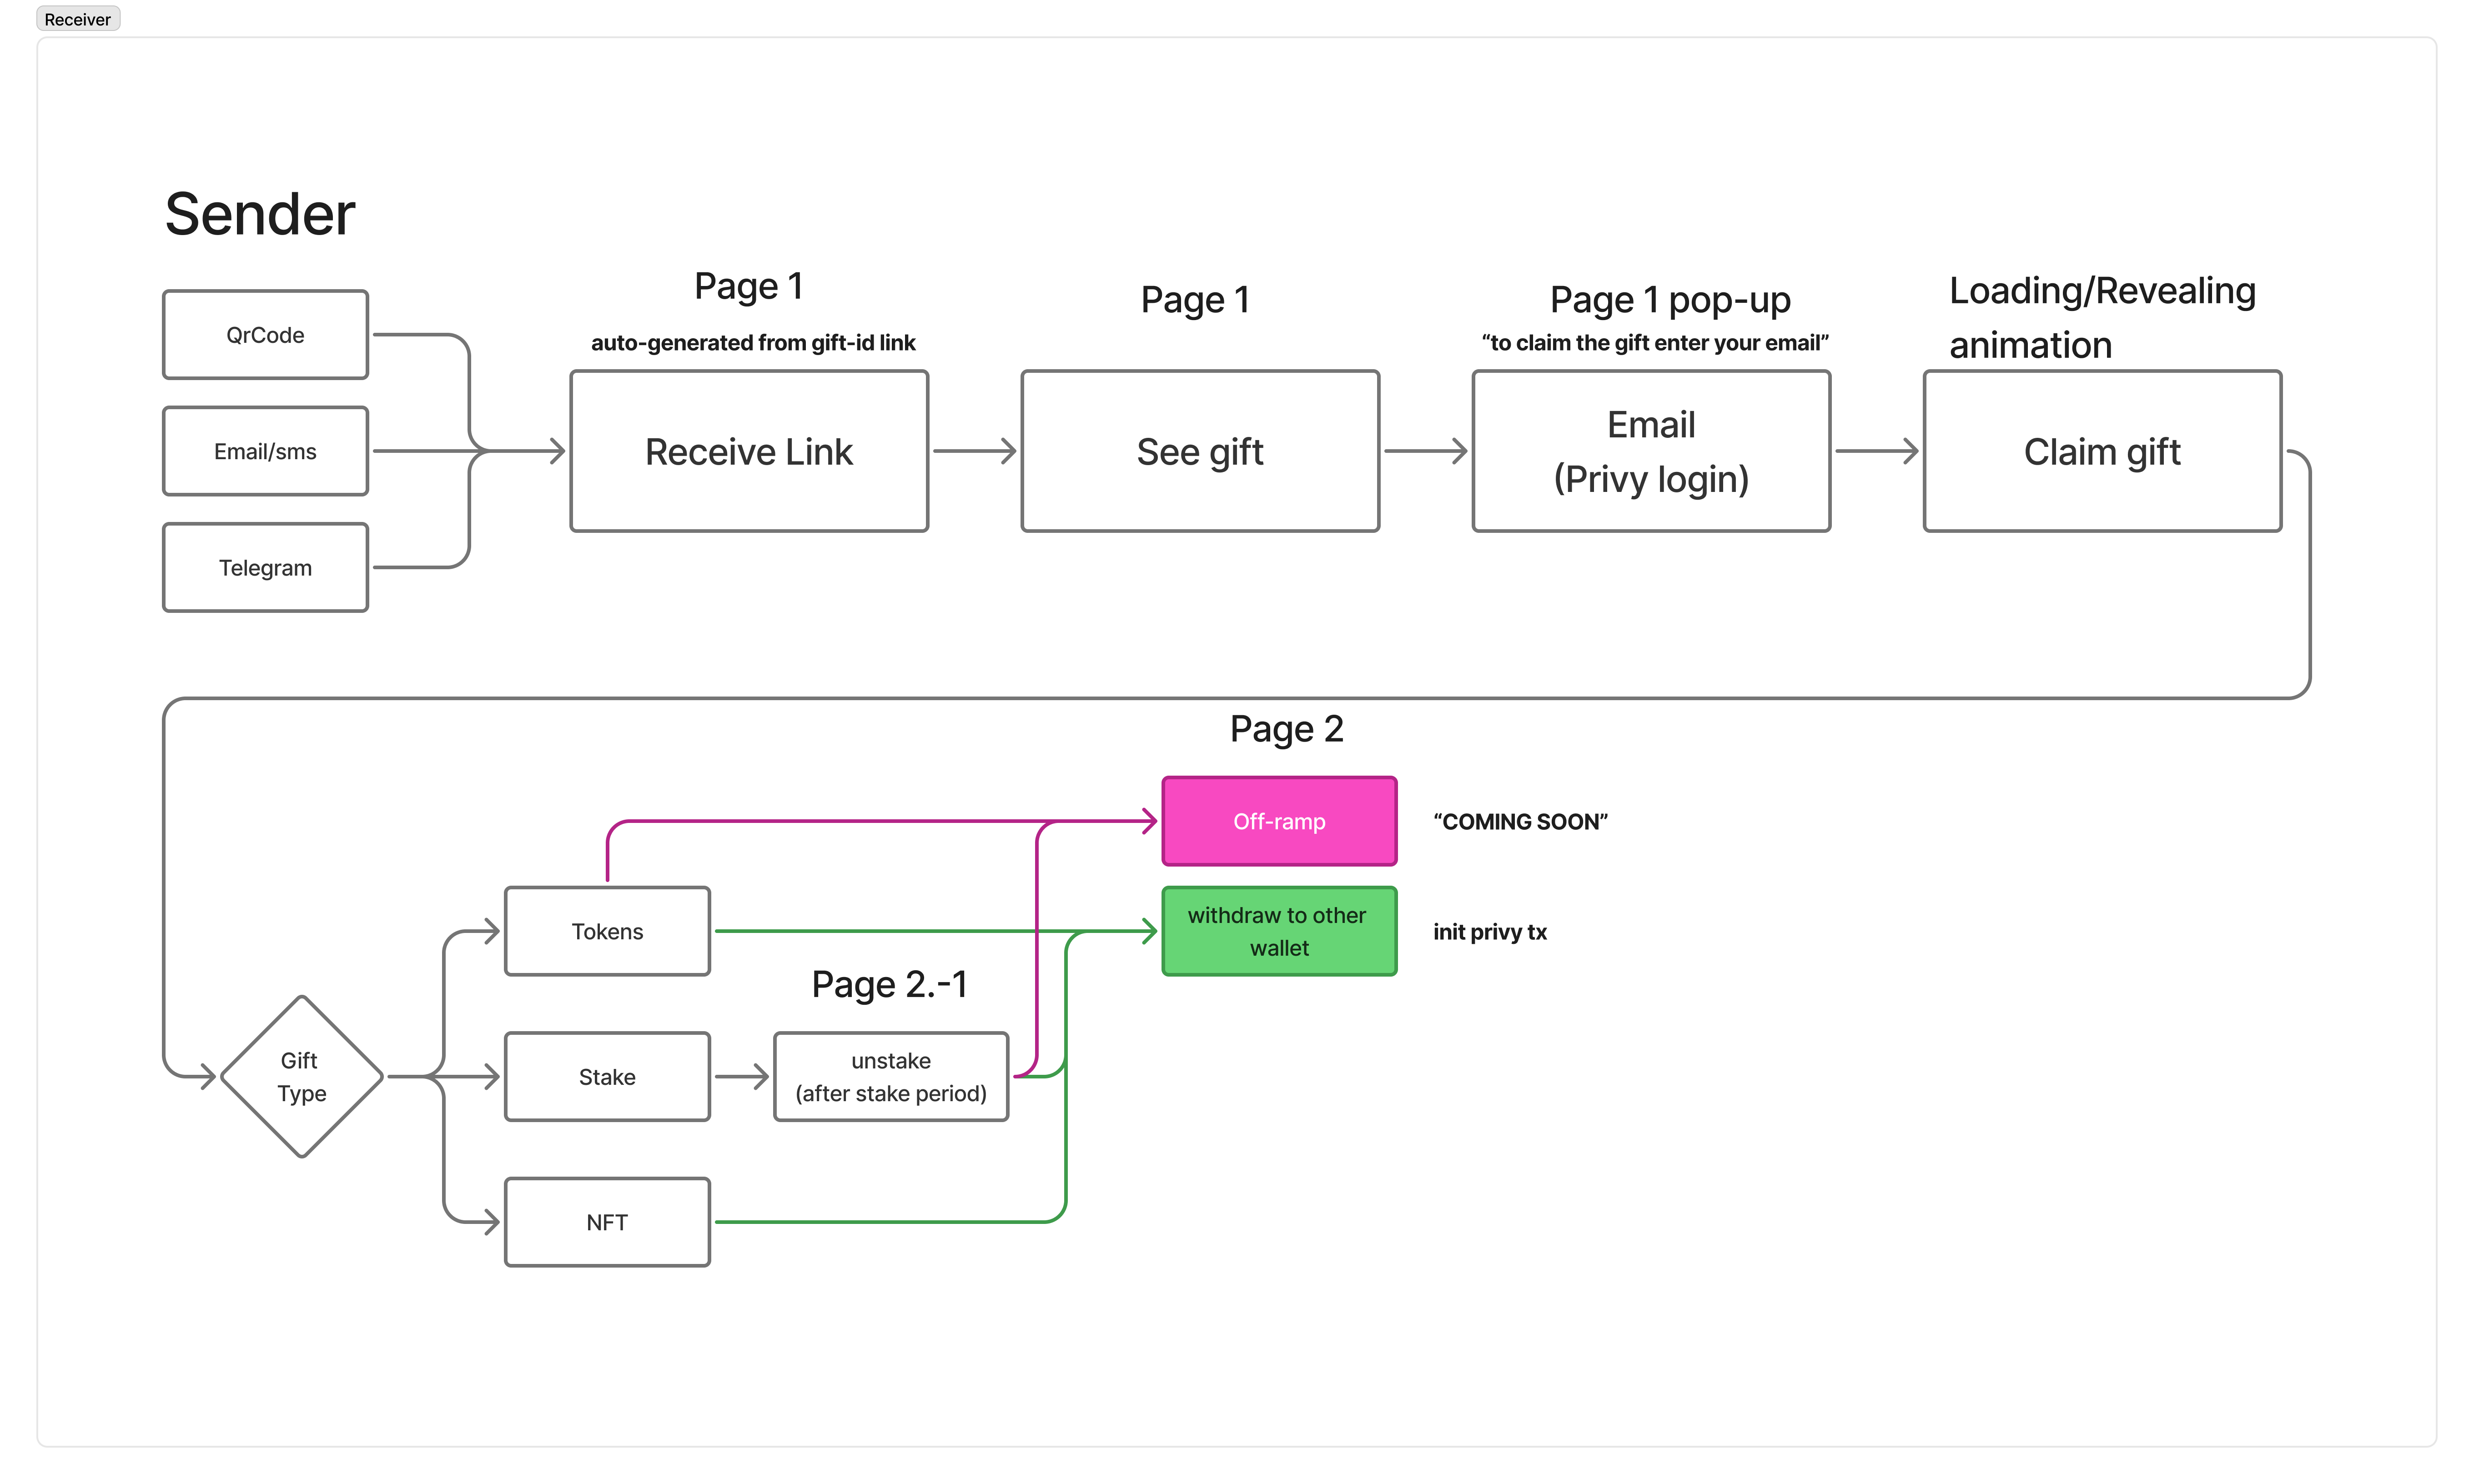 Receiver
Sender
QrCode
Email/sms
Telegram
Page 1
auto-generated from gift-id link
Receive Link
Page 1
See gift
Page 1 pop-up
“to claim the gift enter your email”
Email
(Privy login)
Loading/Revealing
animation
Claim gift
Page 2
Off-ramp
“COMING SOON”
Tokens
withdraw to other
wallet
init privy tx
Page 2.-1
Gift
Type
Stake
unstake
(after stake period)
NFT